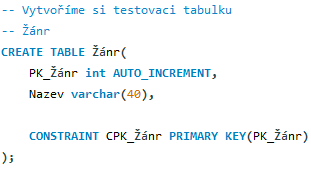 -- Vytvoříme si testovaci tabulku
-- Žánr
CREATE TABLE Žánr(
    PK_Žánr int AUTO_INCREMENT,
    Nazev varchar(40),
    CONSTRAINT CPK_Žánr PRIMARY KEY(PK_Žánr)
);